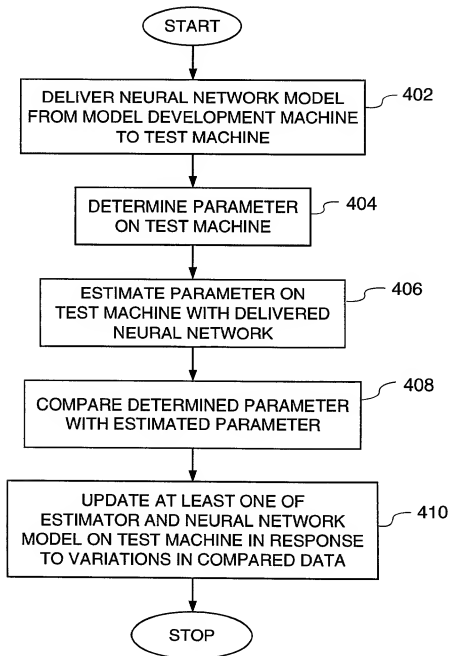 START
DELIVER NEURAL NETWORK MODEL
FROM MODEL DEVELOPMENT MACHINE
TO TEST MACHINE
402
DETERMINE PARAMETER
ON TEST MACHINE
404
ESTIMATE PARAMETER ON
TEST MACHINE WITH DELIVERED
NEURAL NETWORK
406
COMPARE DETERMINED PARAMETER
WITH ESTIMATED PARAMETER
408
UPDATE AT LEAST ONE OF
ESTIMATOR AND NEURAL NETWORK
MODEL ON TEST MACHINE IN RESPONSE
TO VARIATIONS IN COMPARED DATA
410
STOP